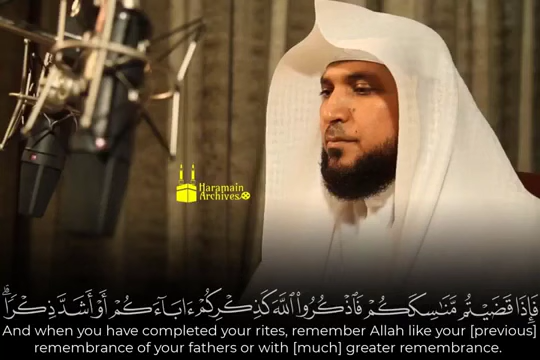 Haramain
Archives
فَإِذَا قَضَيْتُم مَّنَـٰسِكَكُمْ فَٱذْكُرُوا۟ ٱللَّهَ كَذِكْرِكُمْ ءَابَآءَكُمْ أَوْ أَشَدَّ ذِكْرًۭا ۗ
And when you have completed your rites, remember Allah like your [previous]
remembrance of your fathers or with [much] greater remembrance.